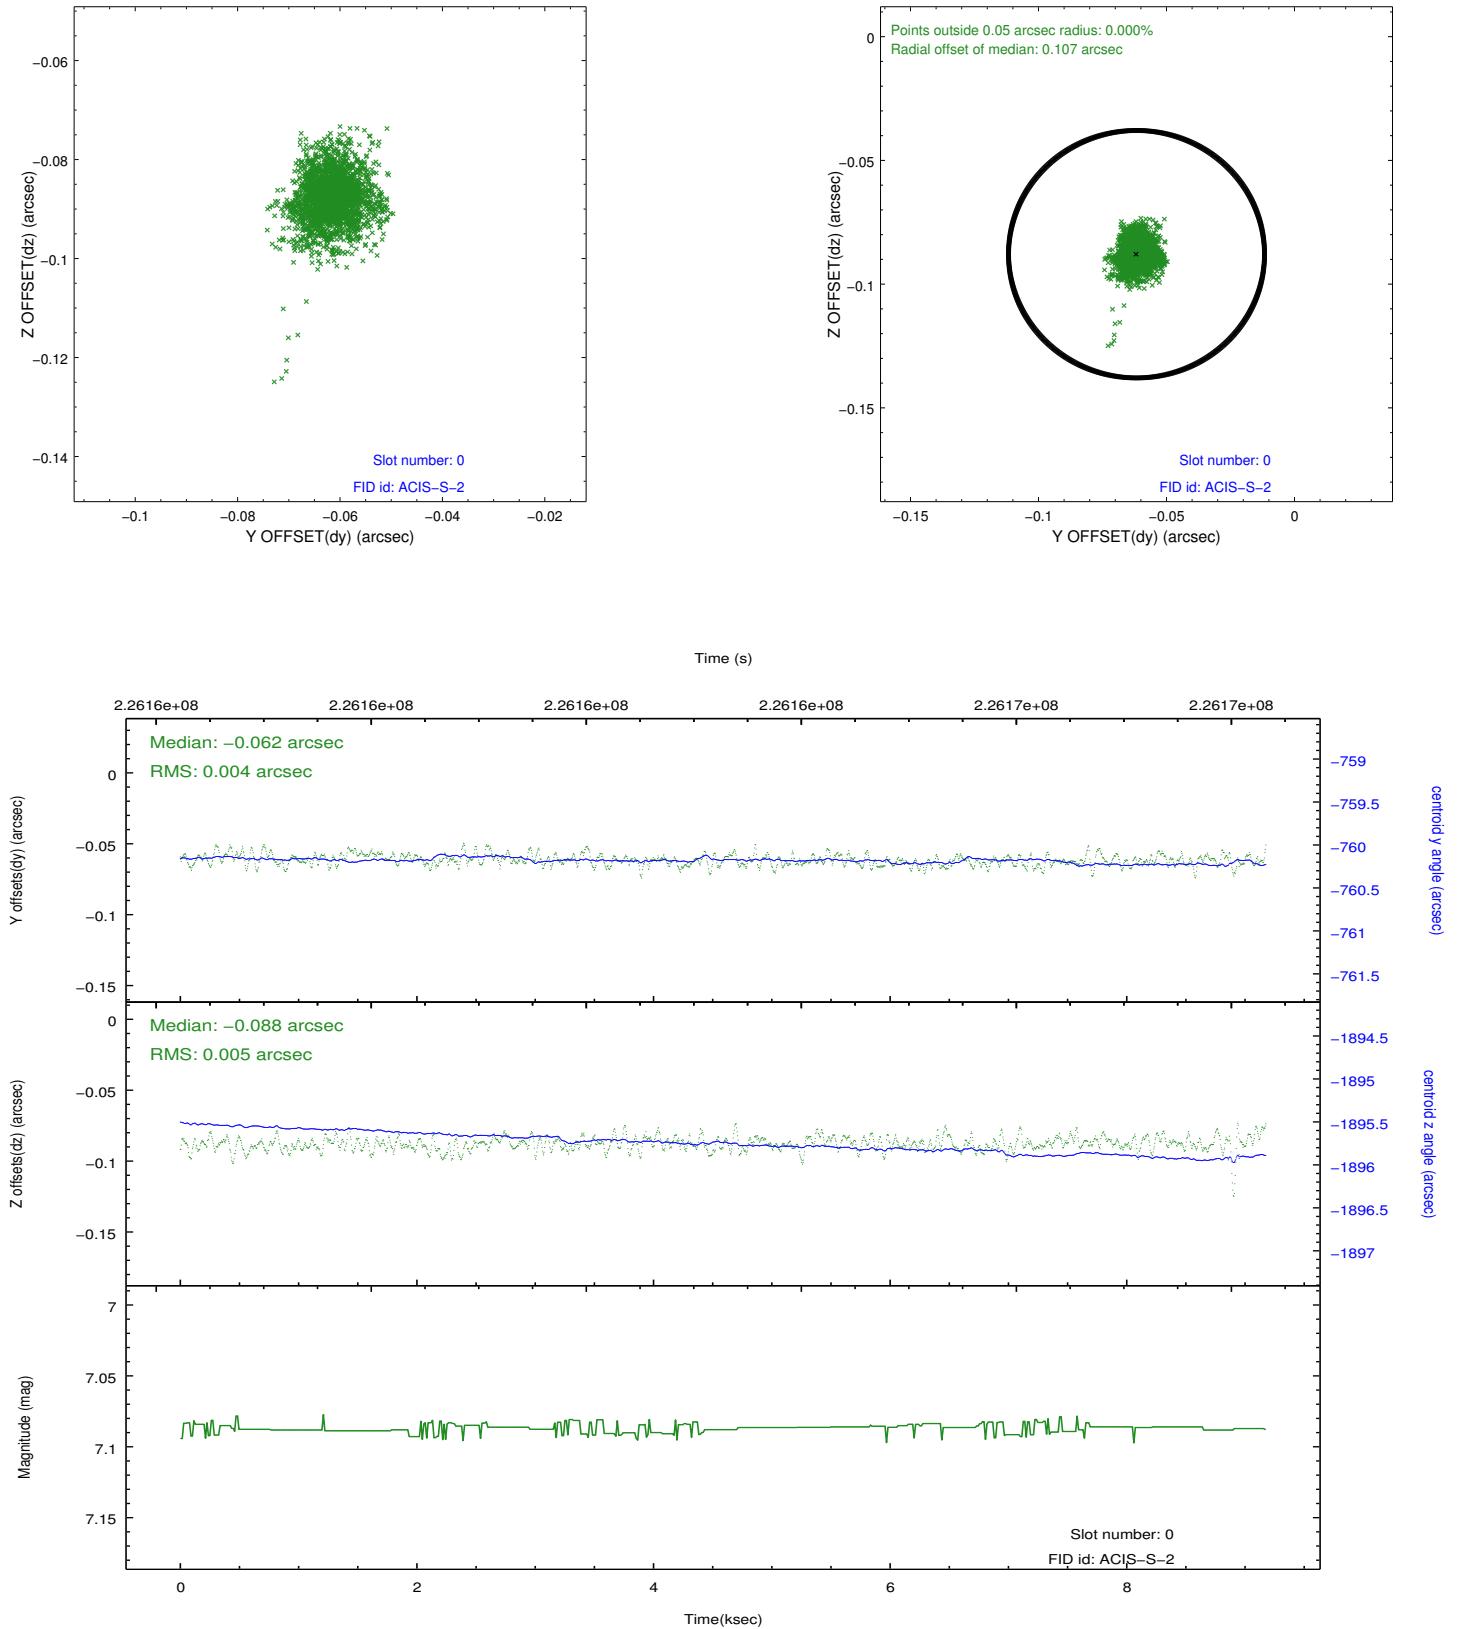 −0.06
−0.08
−0.1
−0.12
−0.14
Z OFFSET(dz) (arcsec)
Slot number: 0
FID id: ACIS−S−2
−0.1
−0.08
−0.06
−0.04
−0.02
Y OFFSET(dy) (arcsec)
Points outside 0.05 arcsec radius: 0.000%
Radial offset of median: 0.107 arcsec
0
−0.05
−0.1
−0.15
Z OFFSET(dz) (arcsec)
Slot number: 0
FID id: ACIS−S−2
−0.15
−0.1
−0.05
0
Y OFFSET(dy) (arcsec)
Time (s)
2.2616e+08
2.2616e+08
2.2616e+08
2.2616e+08
2.2617e+08
2.2617e+08
Median: −0.062 arcsec
RMS: 0.004 arcsec
0
−0.05
−0.1
−0.15
Y offsets(dy) (arcsec)
−759
−759.5
−760
−760.5
−761
−761.5
centroid y angle (arcsec)
Median: −0.088 arcsec
RMS: 0.005 arcsec
0
−0.05
−0.1
−0.15
Z offsets(dz) (arcsec)
−1894.5
−1895
−1895.5
−1896
−1896.5
−1897
centroid z angle (arcsec)
7
7.05
7.1
7.15
Magnitude (mag)
Slot number: 0
FID id: ACIS−S−2
0
2
4
6
8
Time(ksec)